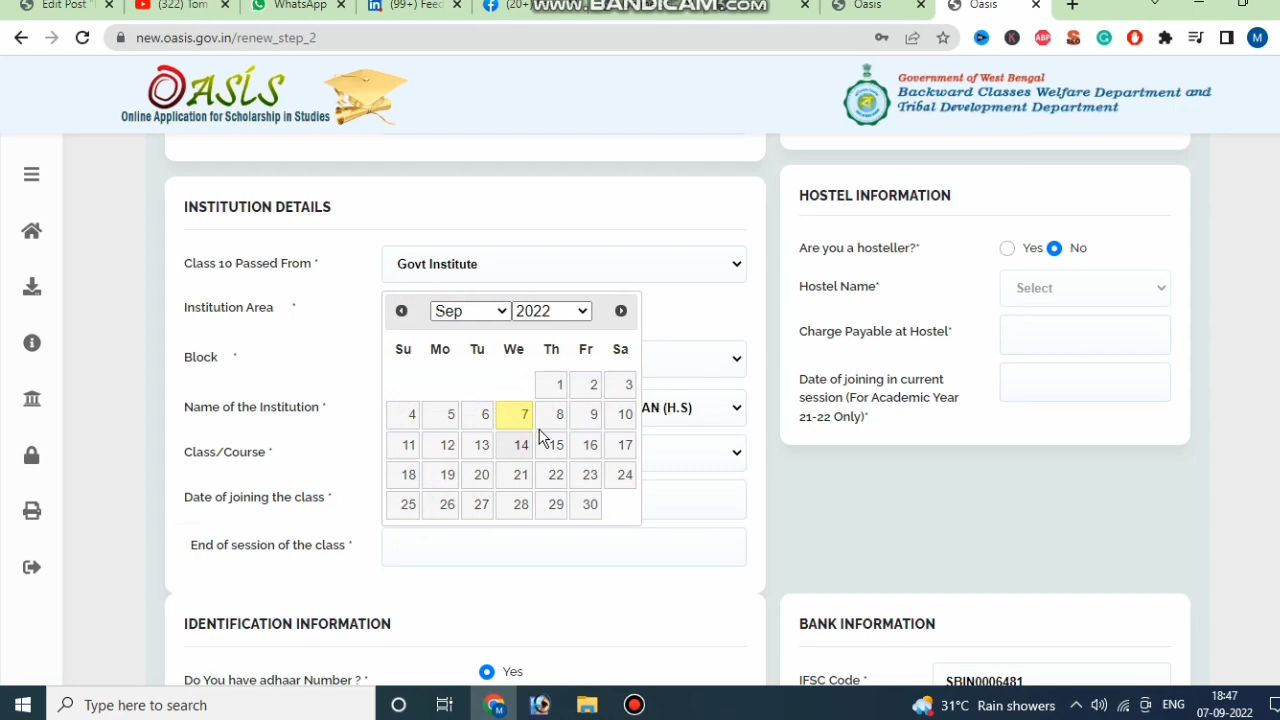 Edit Post "I
(322) Tom
WhatsApp
(99+) Feed
(20+
WWW.BANDICAM.COM
Oasis
Oasis
new.oasis.gov.in/renew_step_2
ABP
M
OASIS
Online Application for Scholarship in Studies
Government of West Bengal
Backward Classes Welfare Department and
Tribal Development Department
INSTITUTION DETAILS
Class 10 Passed From *
Govt Institute
Institution Area *
Sep 2022
Su Mo Tu We Th Fr Sa
1 2 3
4 5 6 7 8 9 10
11 12 13 14 15 16 17
18 19 20 21 22 23 24
25 26 27 28 29 30
Block *
Name of the Institution *
AN (H.S)
Class/Course *
Date of joining the class *
End of session of the class *
HOSTEL INFORMATION
Are you a hosteller?*
Yes No
Hostel Name*
Select
Charge Payable at Hostel*
Date of joining in current
session (For Academic Year
21-22 Only)*
IDENTIFICATION INFORMATION
Do You have adhaar Number ? *
Yes
BANK INFORMATION
IFSC Code *
SBIN0006481
Type here to search
31°C Rain showers
ENG
18:47
07-09-2022